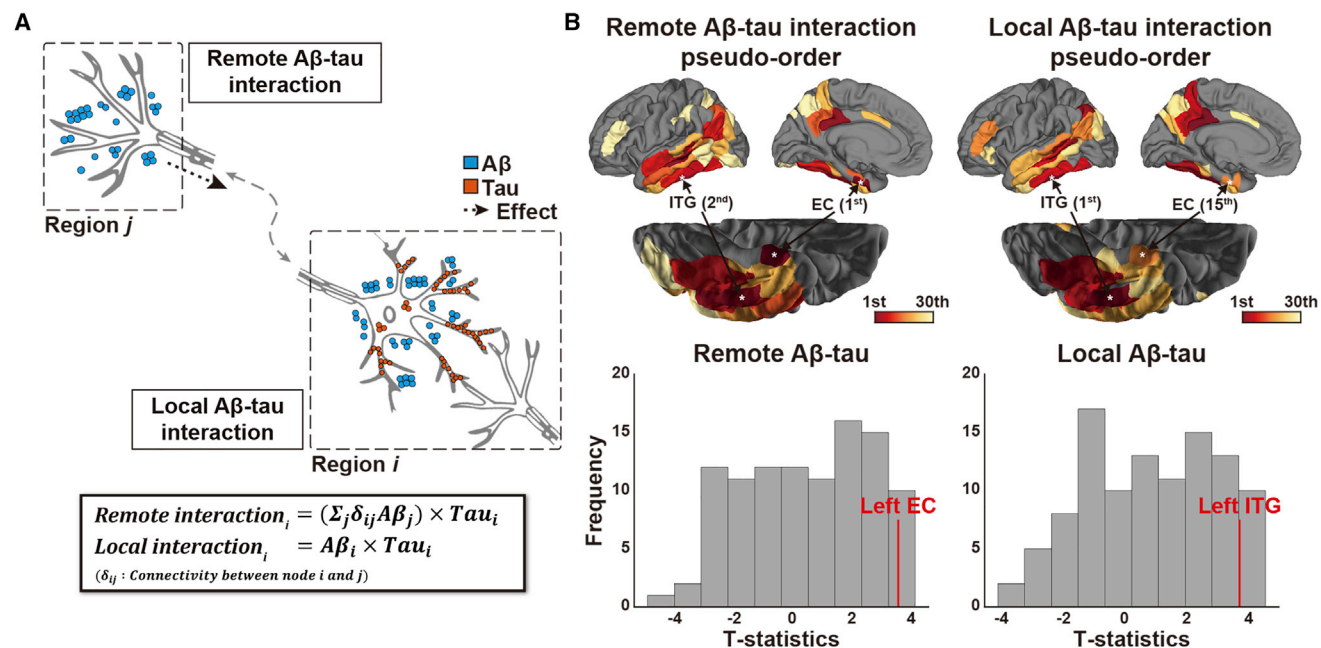 A
Remote Aβ-tau
interaction
Region j
Aβ
Tau
Effect
Local Aβ-tau
interaction
Region i
Remote interaction_i = (Σ_j δ_ij Aβ_j) × Tau_i
Local interaction_i = Aβ_i × Tau_i
(δ_ij : Connectivity between node i and j)
B
Remote Aβ-tau interaction
pseudo-order
ITG (2nd)
EC (1st)
1st 30th
Local Aβ-tau interaction
pseudo-order
ITG (1st)
EC (15th)
1st 30th
Remote Aβ-tau
Frequency
20
15
10
5
0
Left EC
-4 -2 0 2 4
T-statistics
Local Aβ-tau
20
15
10
5
0
Left ITG
-4 -2 0 2 4
T-statistics